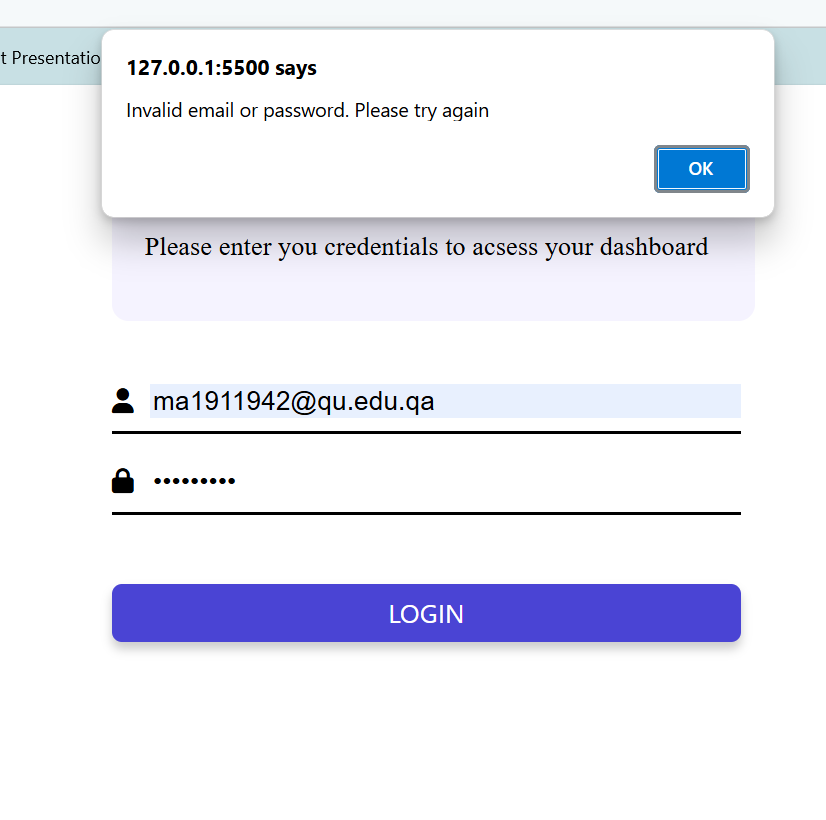 t Presentatio
127.0.0.1:5500 says
Invalid email or password. Please try again
OK
Please enter you credentials to acsess your dashboard
ma1911942@qu.edu.qa
•••••••••
LOGIN